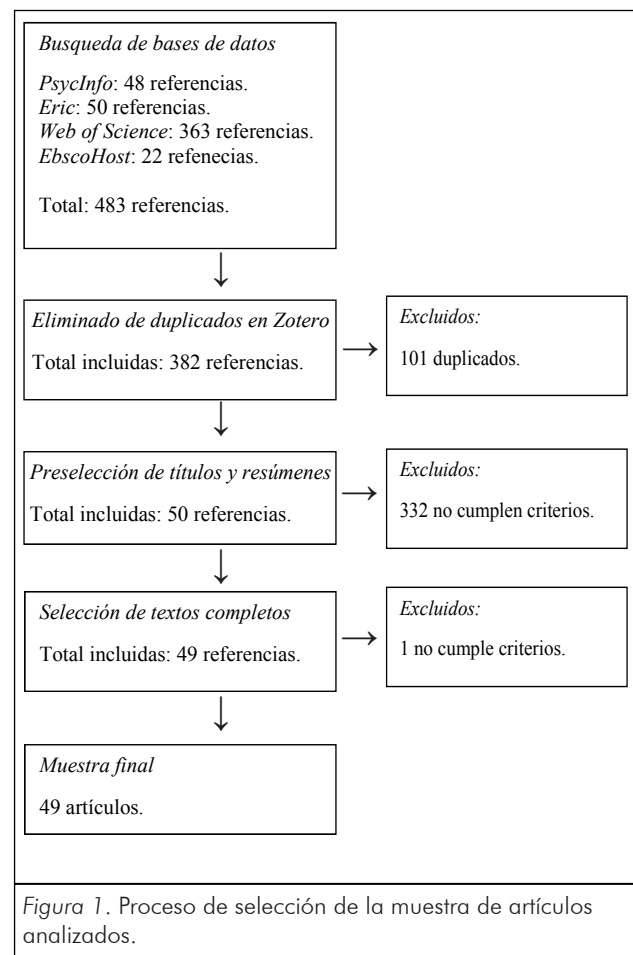 Busqueda de bases de datos
PsycInfo: 48 referencias.
Eric: 50 referencias.
Web of Science: 363 referencias.
EbscoHost: 22 refenecias.
Total: 483 referencias.
Eliminado de duplicados en Zotero
Total incluidas: 382 referencias.
Excluidos:
101 duplicados.
Preselección de títulos y resúmenes
Total incluidas: 50 referencias.
Excluidos:
332 no cumplen criterios.
Selección de textos completos
Total incluidas: 49 referencias.
Excluidos:
1 no cumple criterios.
Muestra final
49 artículos.
Figura 1. Proceso de selección de la muestra de artículos
analizados.